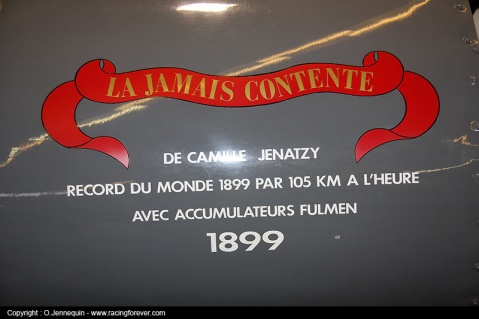 LA JAMAIS CONTENTE
DE CAMILLE JENATZY
RECORD DU MONDE 1899 PAR 105 KM A L'HEURE
AVEC ACCUMULATEURS FULMEN
1899
Copyright : O.Jennequin - www.racingforever.com